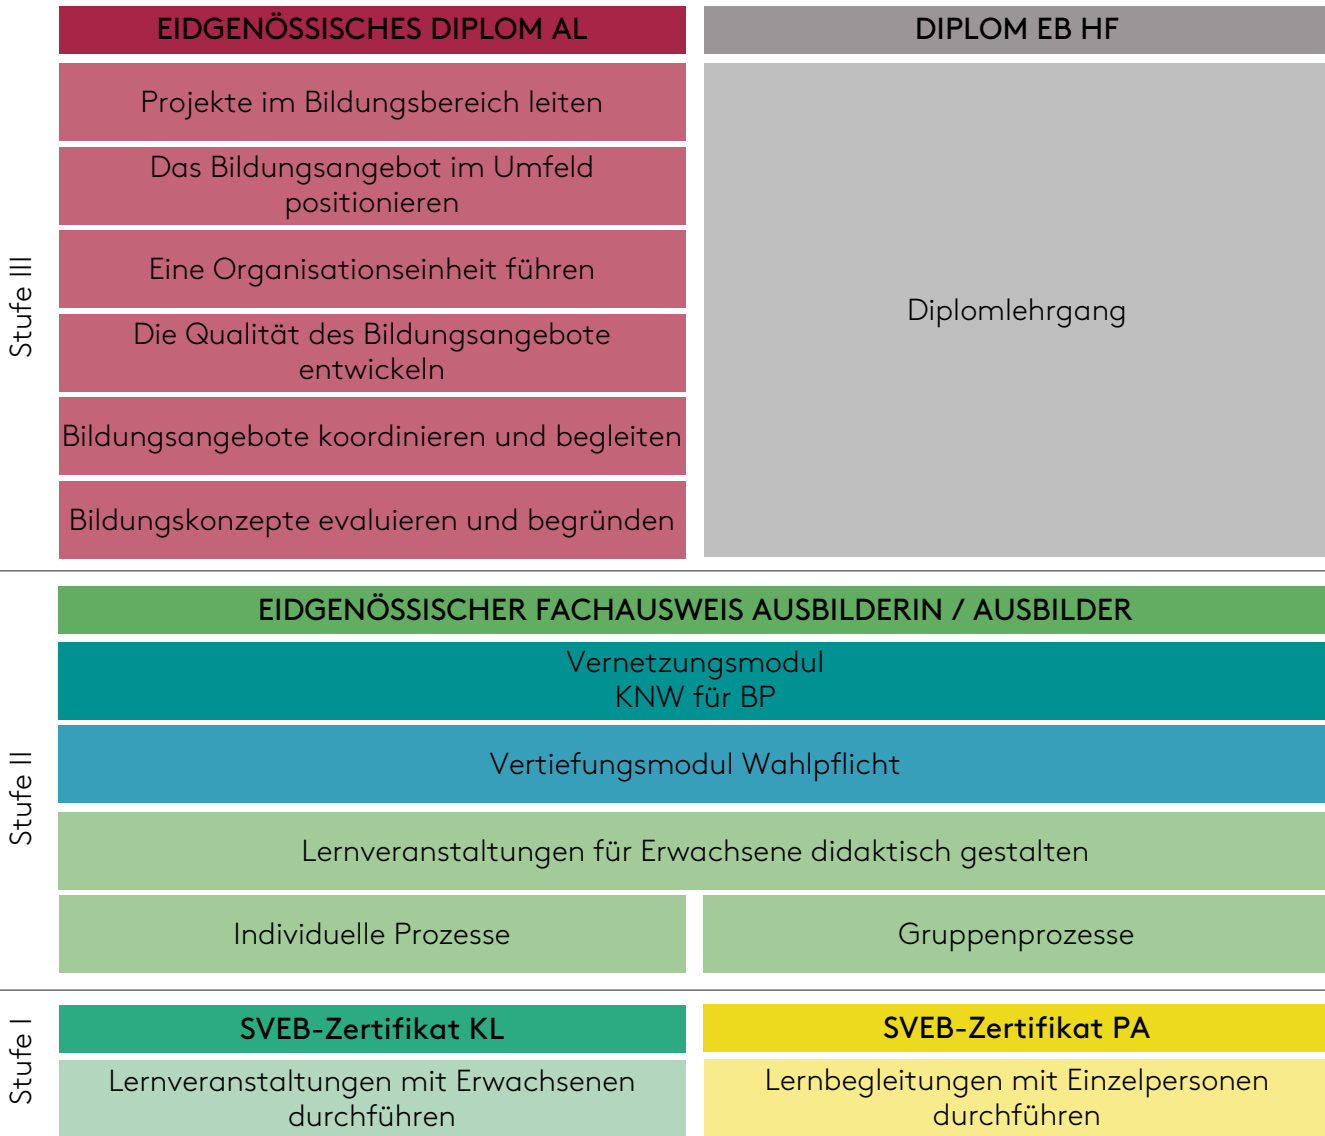 EIDGENÖSSISCHES DIPLOM AL
DIPLOM EB HF
Stufe III
Projekte im Bildungsbereich leiten
Das Bildungsangebot im Umfeld
positionieren
Eine Organisationseinheit führen
Die Qualität des Bildungsangebote
entwickeln
Bildungsangebote koordinieren und begleiten
Bildungskonzepte evaluieren und begründen
Diplomlehrgang
Stufe II
EIDGENÖSSISCHER FACHAUSWEIS AUSBILDERIN / AUSBILDER
Vernetzungsmodul
KNW für BP
Vertiefungsmodul Wahlpflicht
Lernveranstaltungen für Erwachsene didaktisch gestalten
Individuelle Prozesse
Gruppenprozesse
Stufe I
SVEB-Zertifikat KL
Lernveranstaltungen mit Erwachsenen
durchführen
SVEB-Zertifikat PA
Lernbegleitungen mit Einzelpersonen
durchführen